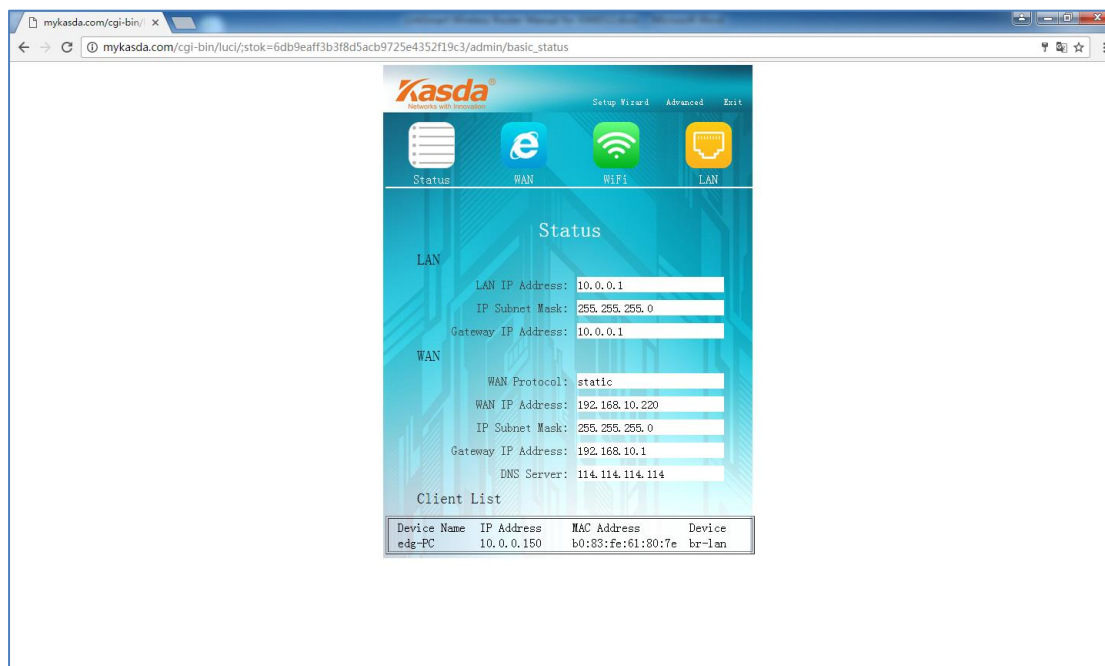 mykasda.com/cgi-bin/l
mykasda.com/cgi-bin/luci/;stok=6db9eaff3b3f8d5acb9725e4352f19c3/admin/basic_status
Kasda®
Networks with Innovation
Setup Wizard Advanced Exit
Status WAN WiFi LAN
Status
LAN
LAN IP Address: 10.0.0.1
IP Subnet Mask: 255.255.255.0
Gateway IP Address: 10.0.0.1
WAN
WAN Protocol: static
WAN IP Address: 192.168.10.220
IP Subnet Mask: 255.255.255.0
Gateway IP Address: 192.168.10.1
DNS Server: 114.114.114.114
Client List
Device Name IP Address MAC Address Device
edg-PC 10.0.0.150 b0:83:fe:61:80:7e br-lan